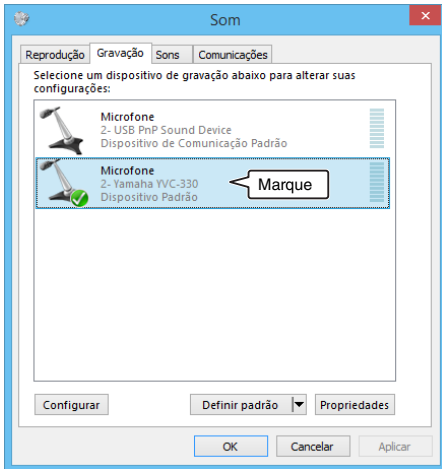 Som
Reprodução Gravação Sons Comunicações
Selecione um dispositivo de gravação abaixo para alterar suas
configurações:
Microfone
2- USB PnP Sound Device
Dispositivo de Comunicação Padrão
Microfone
2- Yamaha YVC-330
Dispositivo Padrão
Marque
Configurar Definir padrão Propriedades
OK Cancelar Aplicar